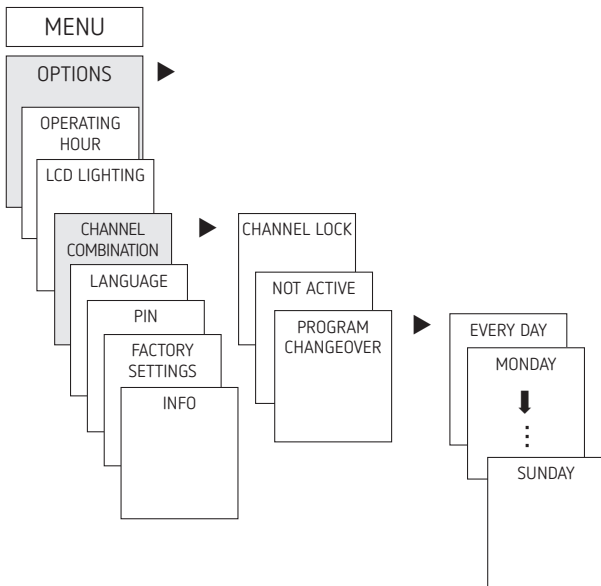 MENU
OPTIONS
OPERATING
HOUR
LCD LIGHTING
CHANNEL
COMBINATION
LANGUAGE
PIN
FACTORY
SETTINGS
INFO
CHANNEL LOCK
NOT ACTIVE
PROGRAM
CHANGEOVER
EVERY DAY
MONDAY
SUNDAY